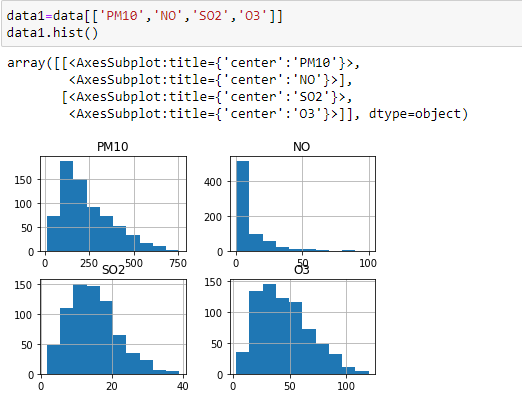 data1=data[['PM10','NO','SO2','O3']]
data1.hist()
array([[<AxesSubplot:title={'center':'PM10'}>,
<AxesSubplot:title={'center':'NO'}>],
[<AxesSubplot:title={'center':'SO2'}>,
<AxesSubplot:title={'center':'O3'}>]], dtype=object)
PM10
150
100
50
0
0 250 500 750
NO
400
200
0
0 50 100
SO2
150
100
50
0
0 20 40
O3
150
100
50
0
0 50 100